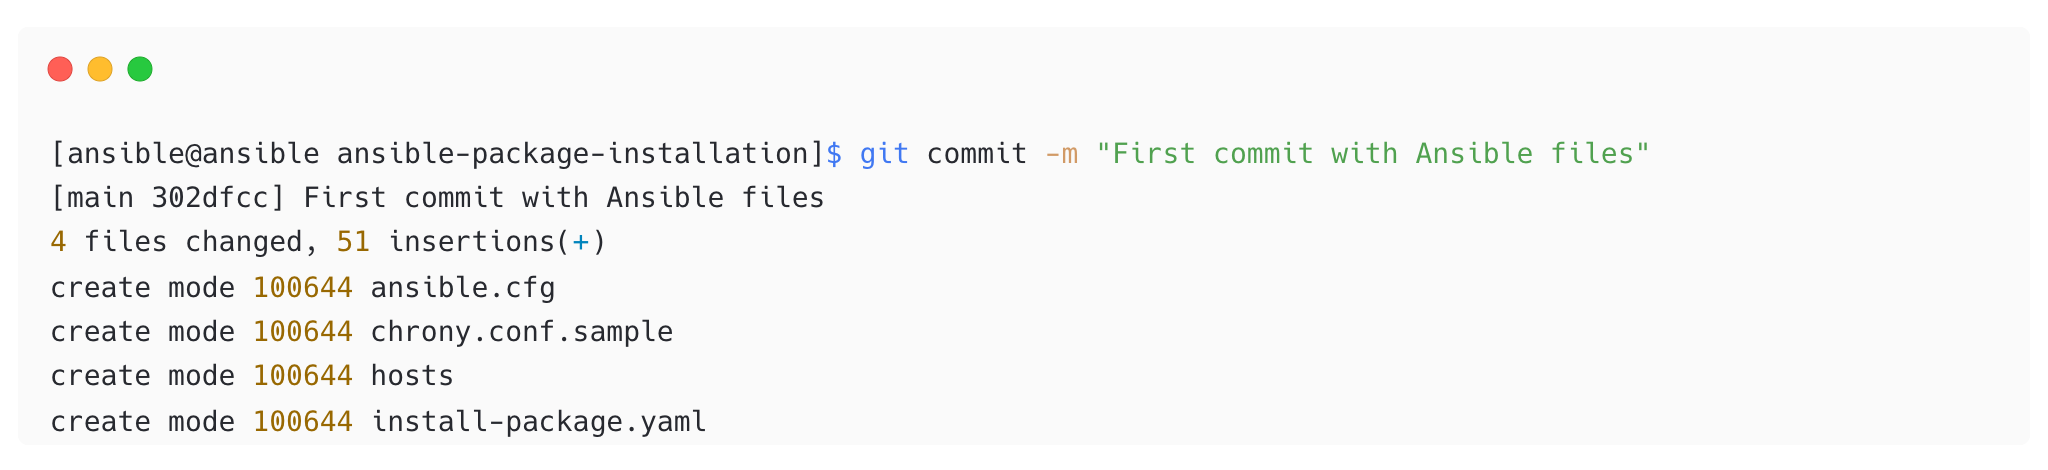 [ansible@ansible ansible-package-installation]$ git commit -m "First commit with Ansible files"
[main 302dfcc] First commit with Ansible files
4 files changed, 51 insertions(+)
create mode 100644 ansible.cfg
create mode 100644 chrony.conf.sample
create mode 100644 hosts
create mode 100644 install-package.yaml